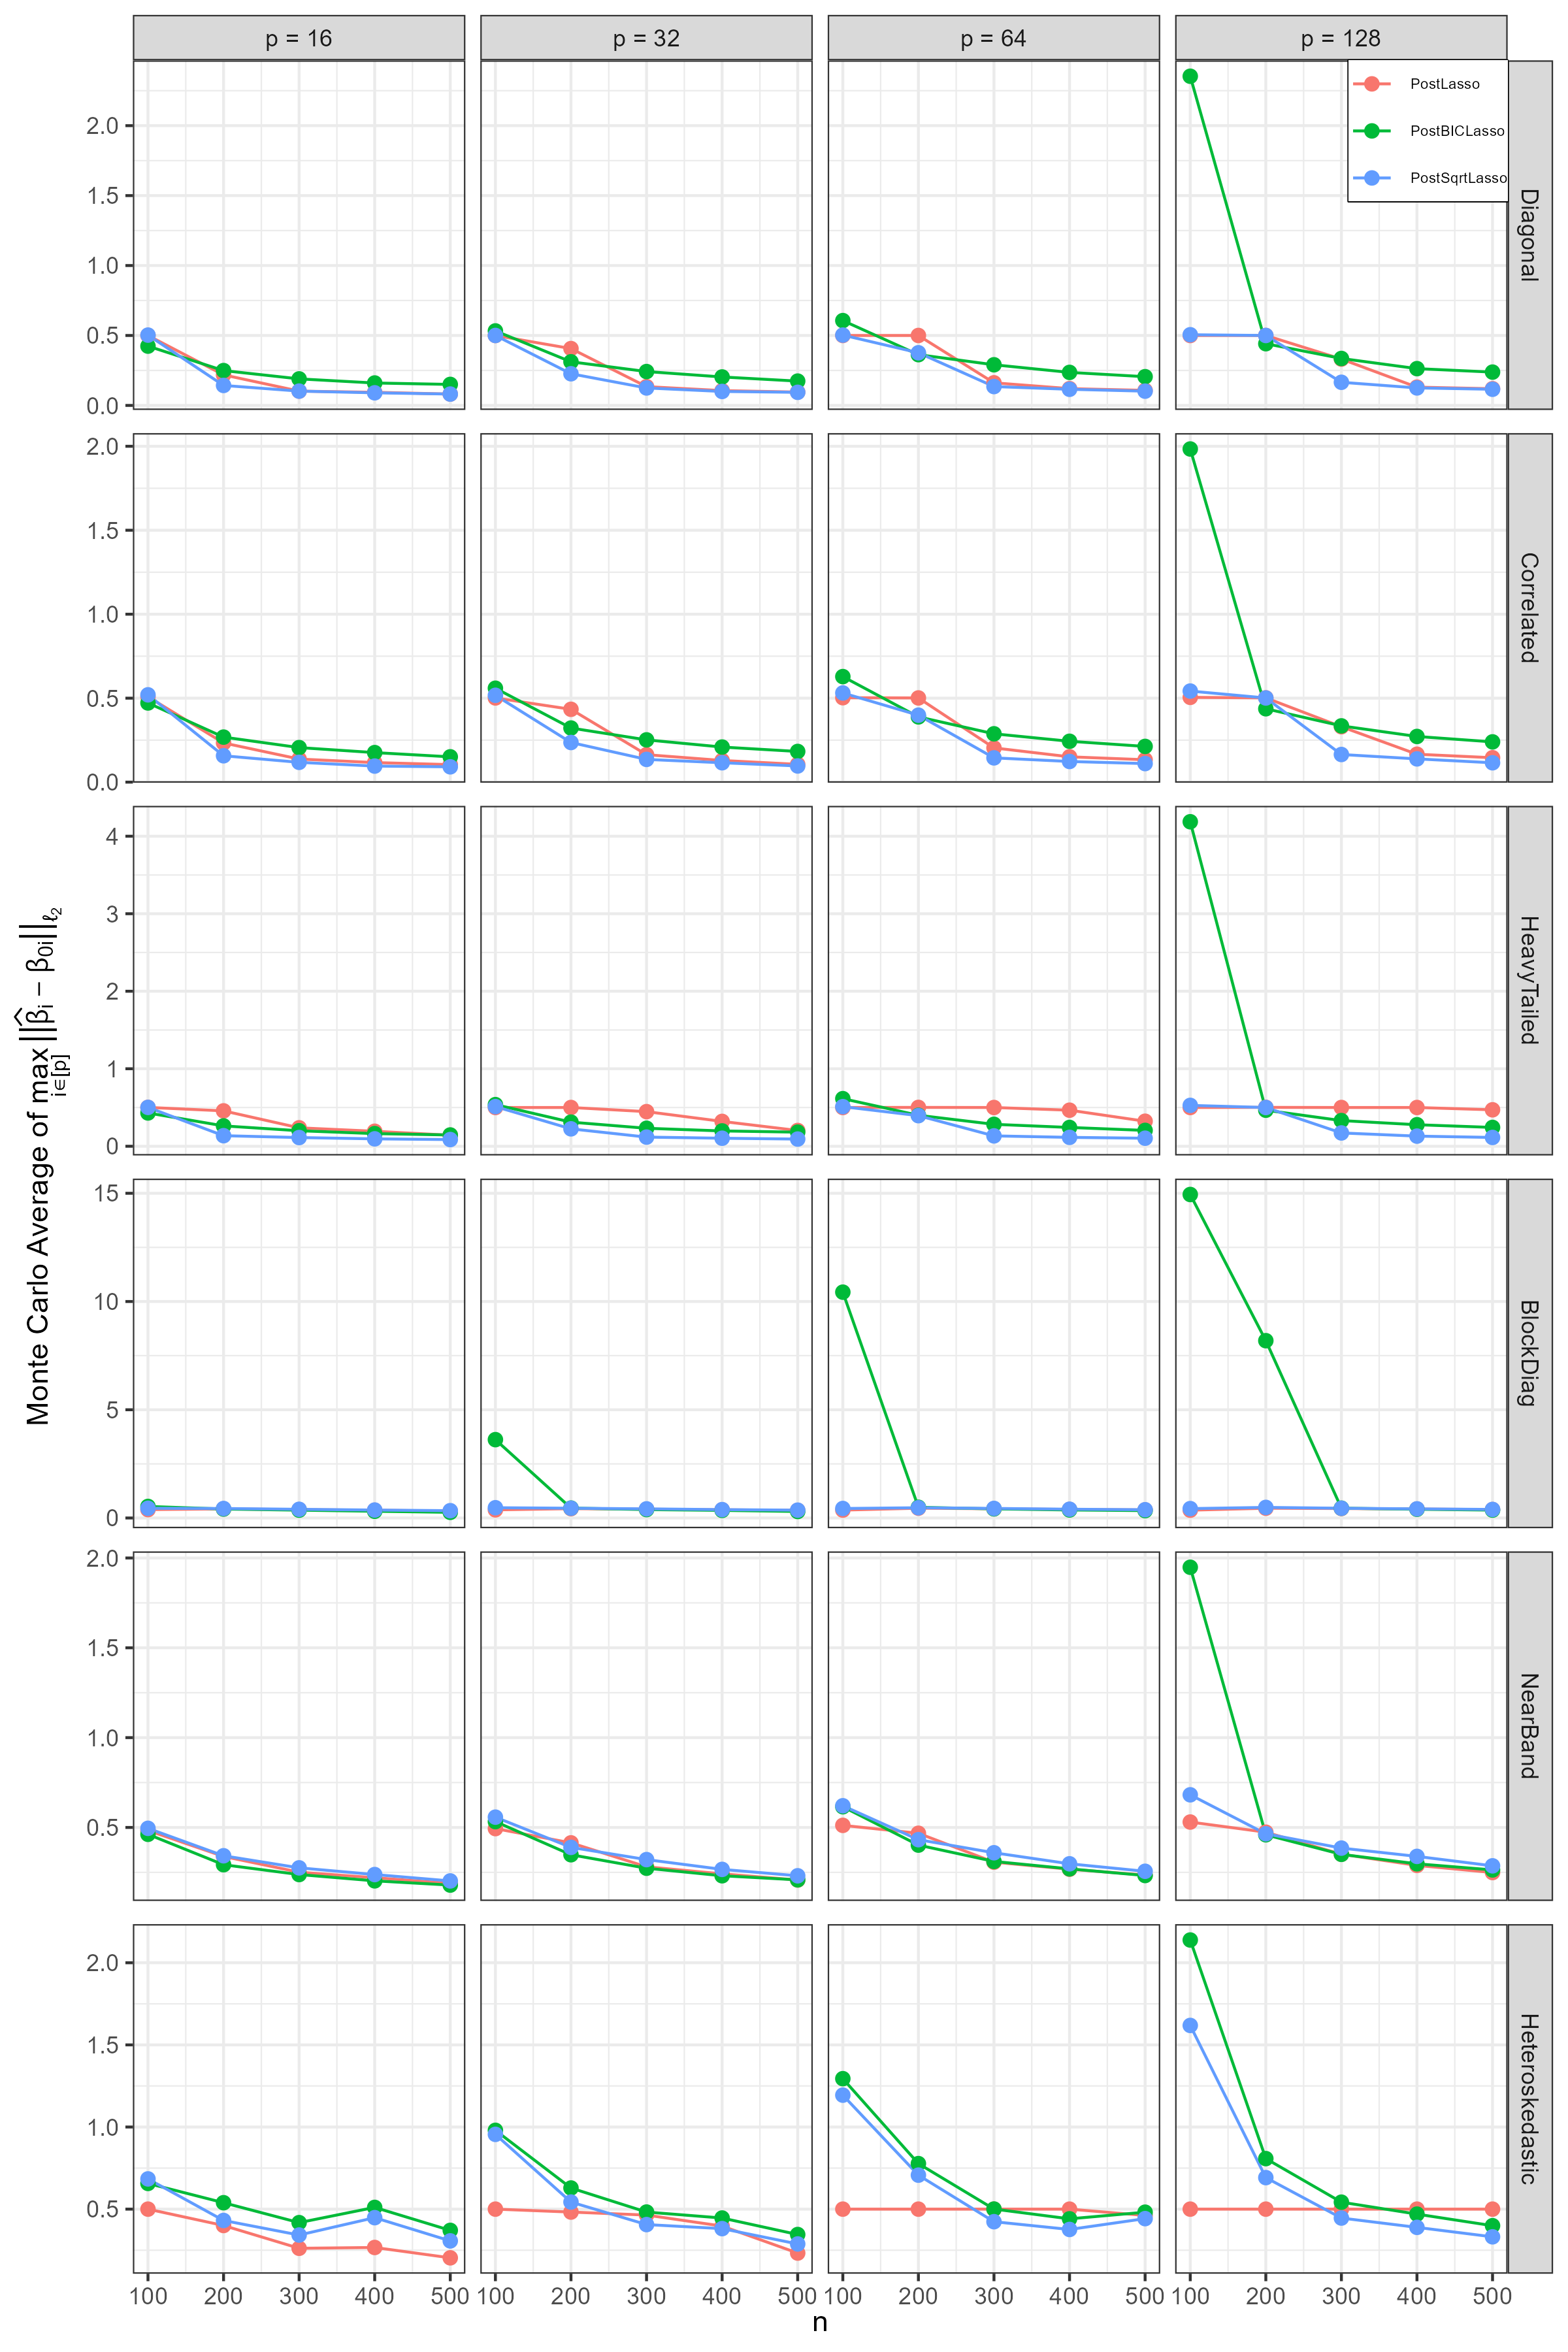 p = 16
p = 32
p = 64
p = 128
PostLasso
PostBICLasso
PostSqrtLasso
Diagonal
2.0
1.5
1.0
0.5
0.0
Correlated
2.0
1.5
1.0
0.5
0.0
HeavyTailed
4
3
2
1
0
BlockDiag
15
10
5
0
NearBand
2.0
1.5
1.0
0.5
Heteroskedastic
2.0
1.5
1.0
0.5
Monte Carlo Average of max i∈[p] ||β̂i − β0i||ℓ2
100 200 300 400 500
100 200 300 400 500
100 200 300 400 500
100 200 300 400 500
n